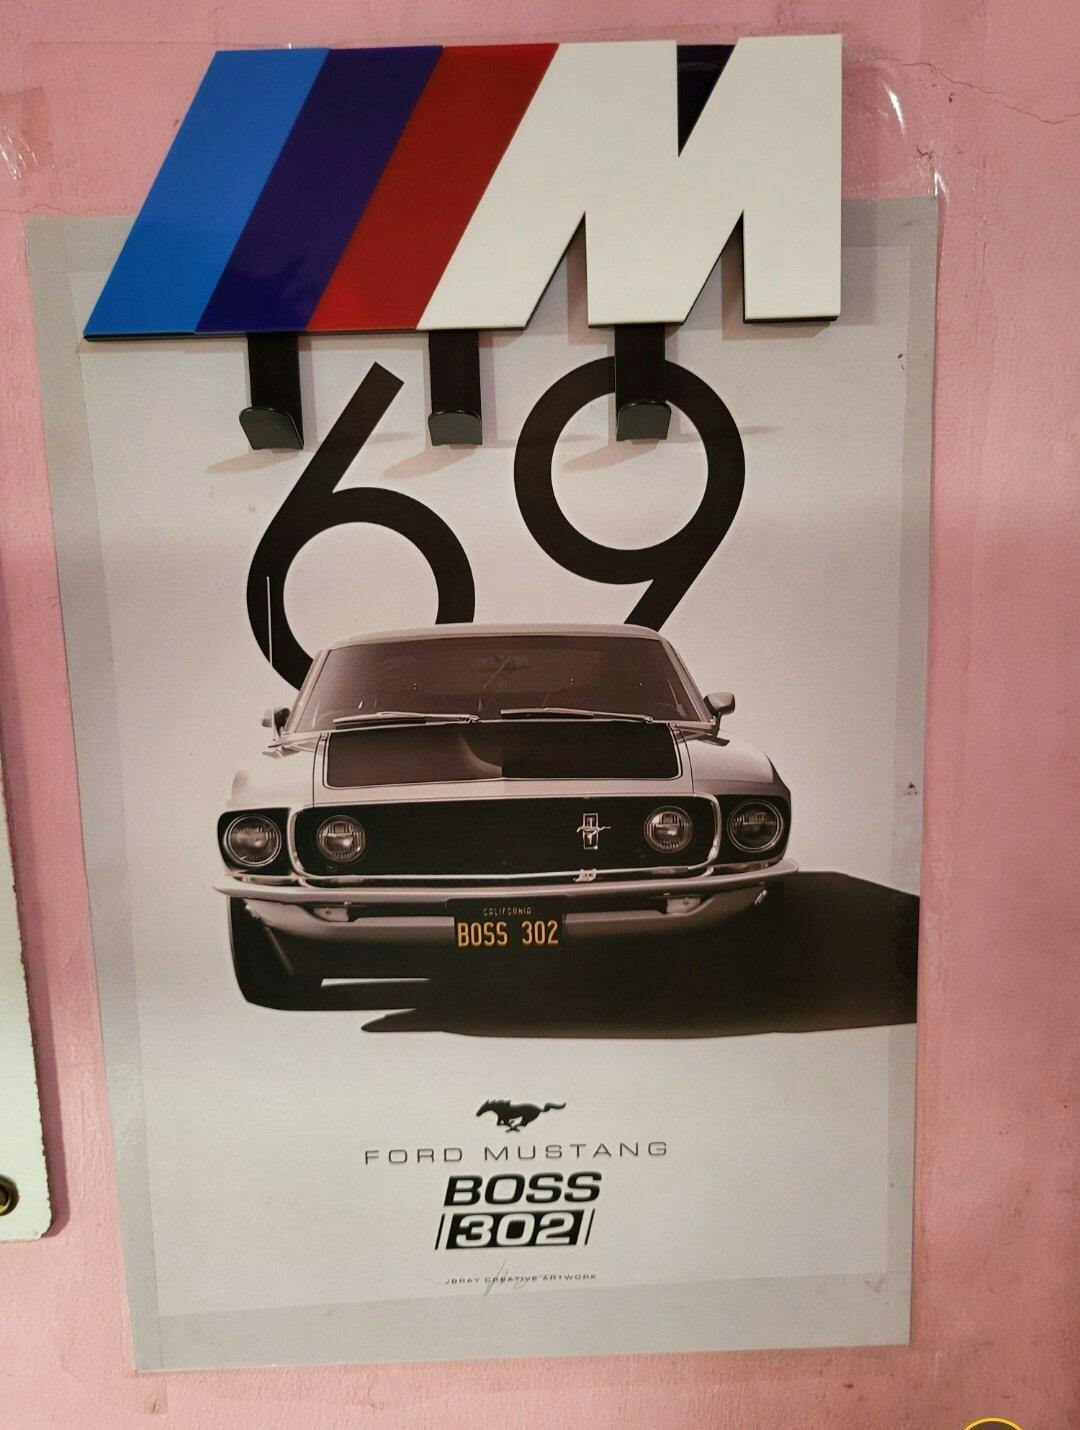 M
69
CALIFORNIA
BOSS 302
FORD MUSTANG
BOSS
302
JBRAY CREATIVE ARTWORK